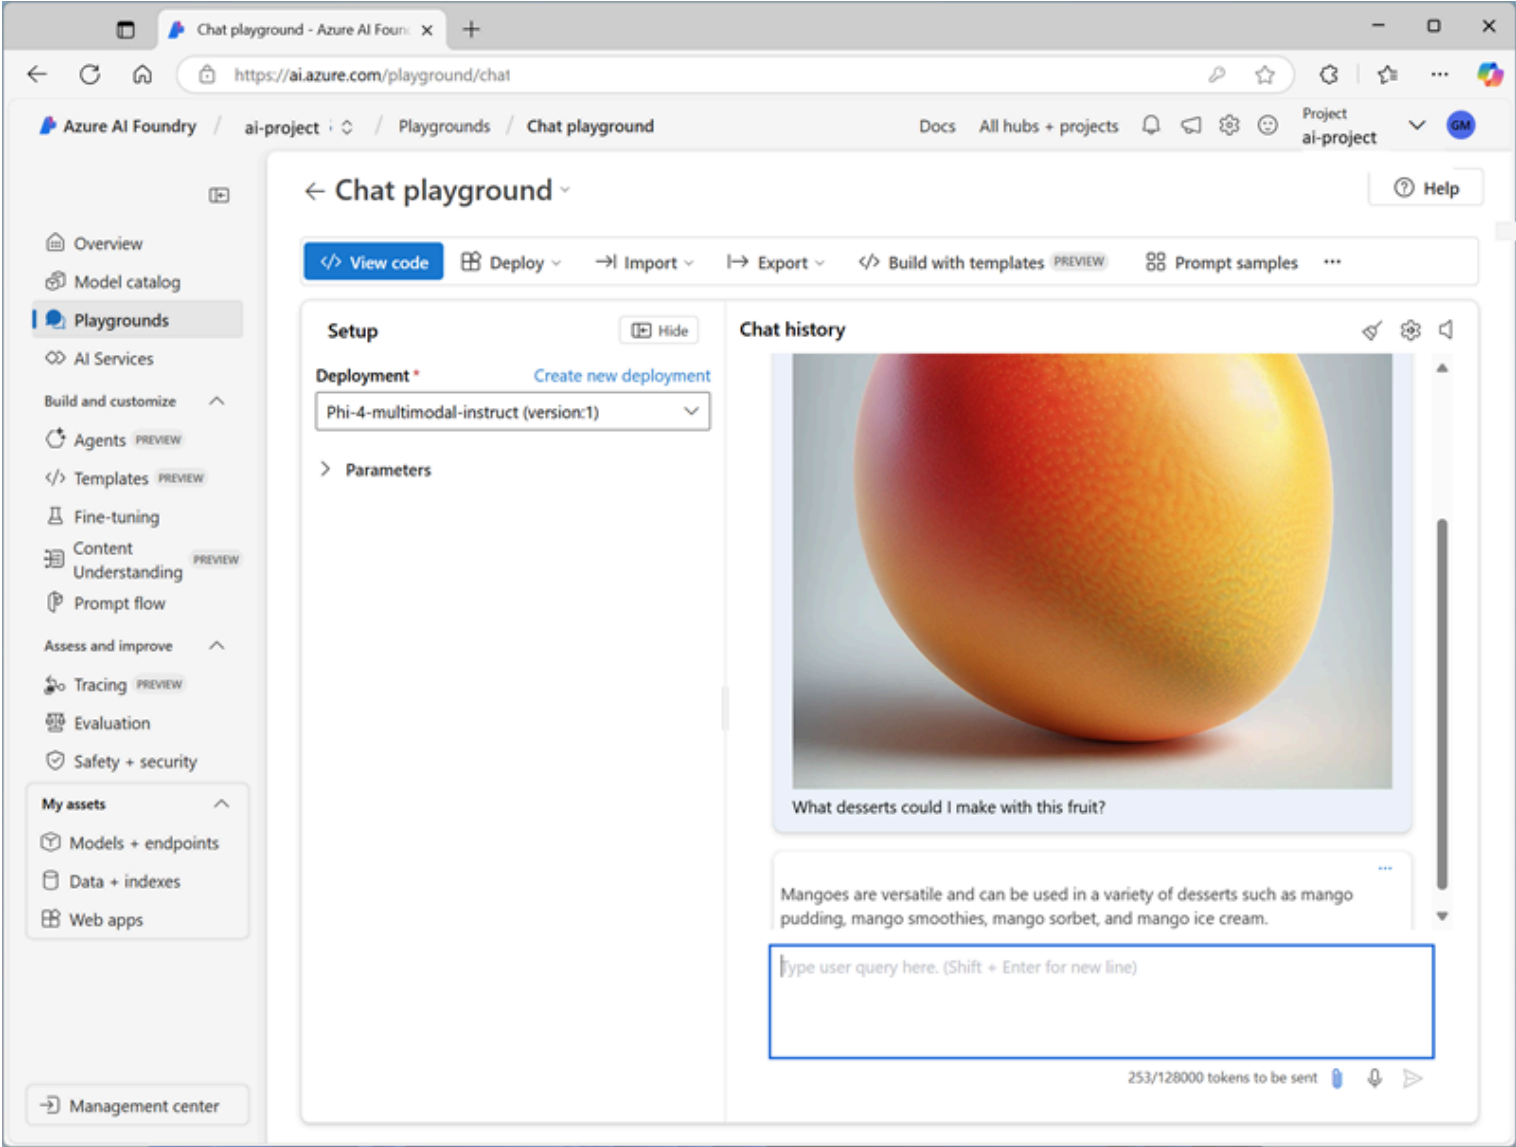 Chat playground - Azure AI Foun
https://ai.azure.com/playground/chat
Azure AI Foundry / ai-project / Playgrounds / Chat playground
Docs All hubs + projects
Project
ai-project
GM
Chat playground
Help
Overview
Model catalog
Playgrounds
AI Services
Build and customize
Agents PREVIEW
Templates PREVIEW
Fine-tuning
Content
Understanding PREVIEW
Prompt flow
Assess and improve
Tracing PREVIEW
Evaluation
Safety + security
My assets
Models + endpoints
Data + indexes
Web apps
Management center
View code Deploy Import Export Build with templates PREVIEW Prompt samples ...
Setup
Hide
Deployment * Create new deployment
Phi-4-multimodal-instruct (version:1)
Parameters
Chat history
What desserts could I make with this fruit?
Mangoes are versatile and can be used in a variety of desserts such as mango
pudding, mango smoothies, mango sorbet, and mango ice cream.
Type user query here. (Shift + Enter for new line)
253/128000 tokens to be sent